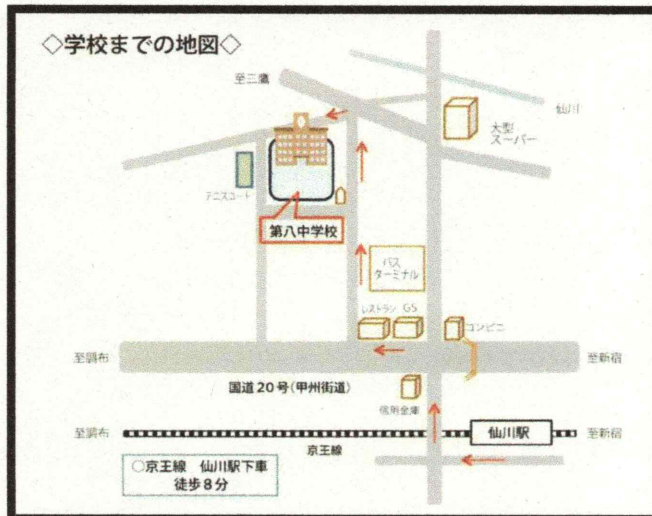 ◇学校までの地図◇
至三鷹
仙川
大型
スーパー
テニスコート
第八中学校
バス
ターミナル
レストラン GS
コンビニ
至調布
至新宿
国道20号(甲州街道)
信用金庫
至調布
仙川駅
至新宿
京王線
○京王線 仙川駅下車
徒歩8分